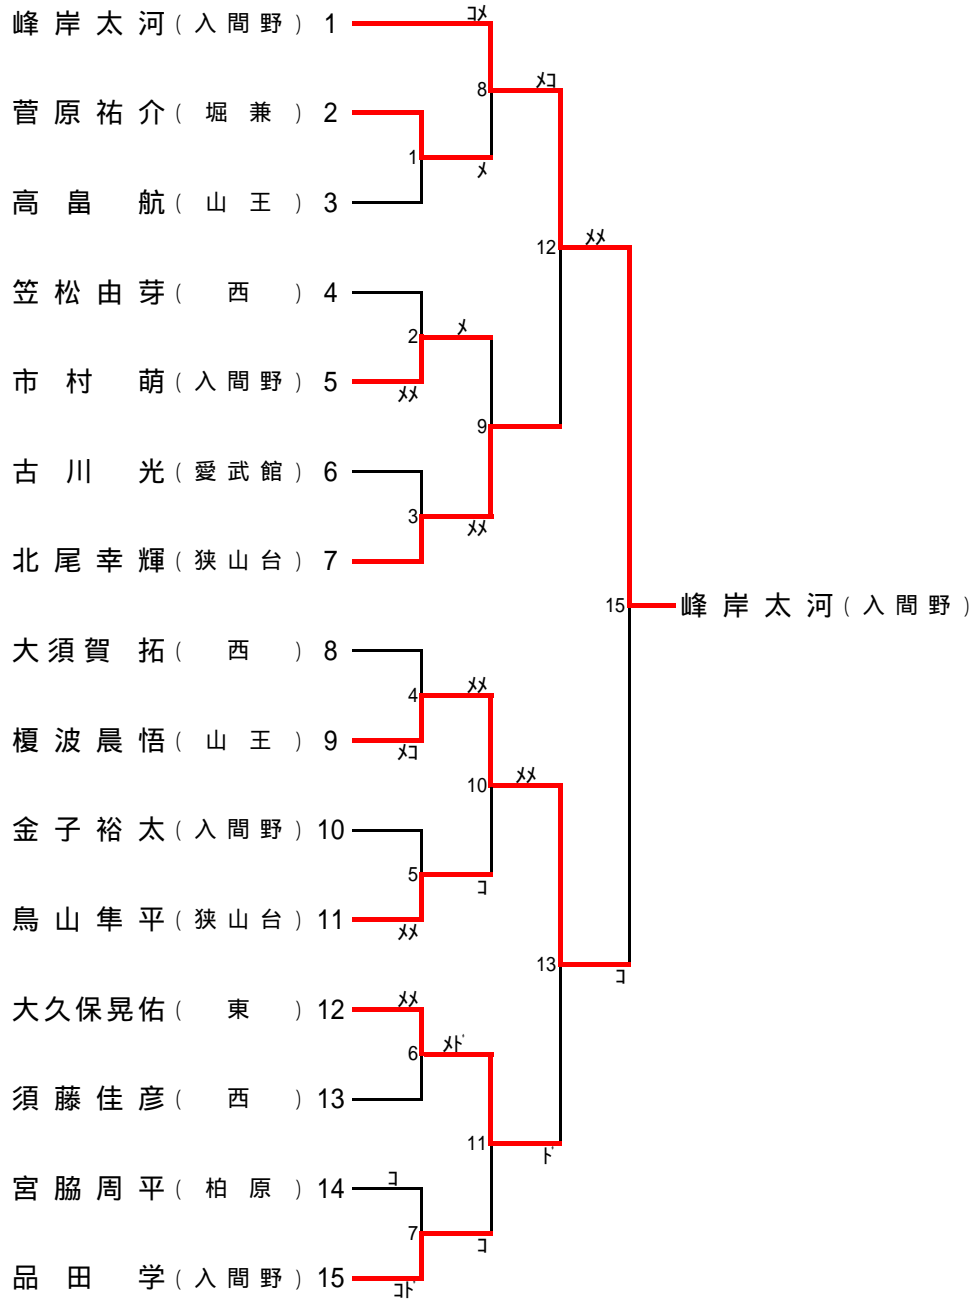 コメ
峰岸太河(入間野) 1
メコ
8
菅原祐介(堀兼) 2
1
メ
高畠航(山王) 3
メメ
12
笠松由芽(西) 4
メ
2
市村萌(入間野) 5
メメ
9
古川光(愛武館) 6
3
メメ
北尾幸輝(狭山台) 7
15 峰岸太河(入間野)
大須賀拓(西) 8
メメ
4
榎波晨悟(山王) 9
メコ
メメ
10
金子裕太(入間野) 10
5
コ
鳥山隼平(狭山台) 11
メメ
13
コ
メメ
大久保晃佑(東) 12
メド
6
須藤佳彦(西) 13
11
ド
コ
宮脇周平(柏原) 14
7
コ
品田学(入間野) 15
コド